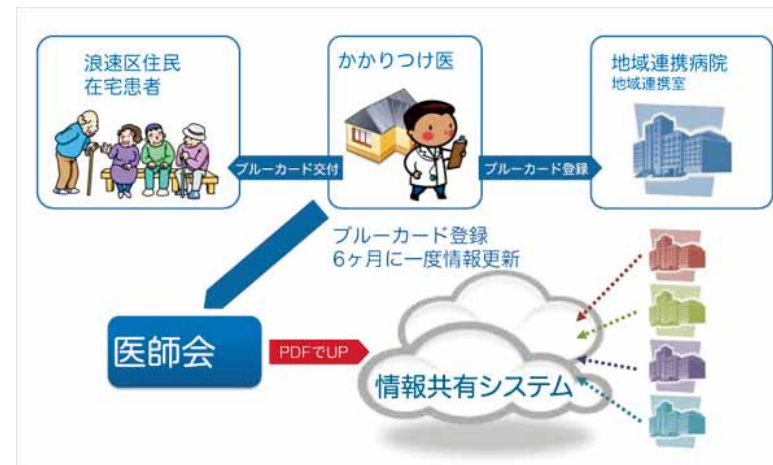 浪速区住民
在宅患者
かかりつけ医
地域連携病院
地域連携室
ブルーカード交付
ブルーカード登録
ブルーカード登録
6ヶ月に一度情報更新
医師会
PDFでUP
情報共有システム